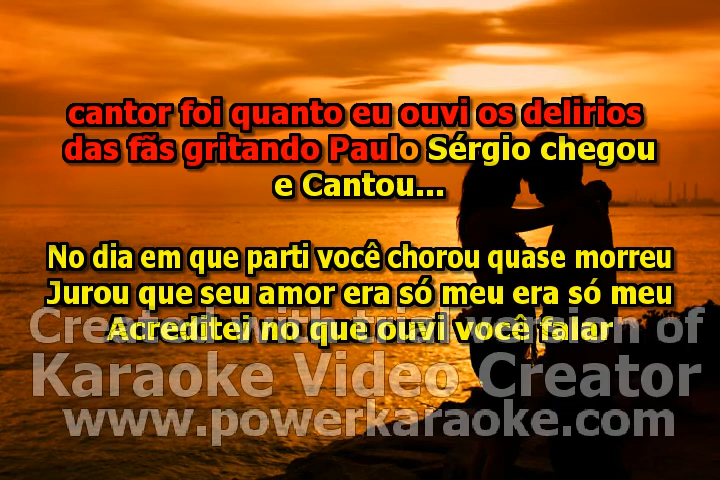 cantor foi quanto eu ouvi os delirios
das fãs gritando Paulo Sérgio chegou
e Cantou...
No dia em que parti você chorou quase morreu
Jurou que seu amor era só meu era só meu
Acreditei no que ouvi você falar
Created with trial version of
Karaoke Video Creator
www.powerkaraoke.com